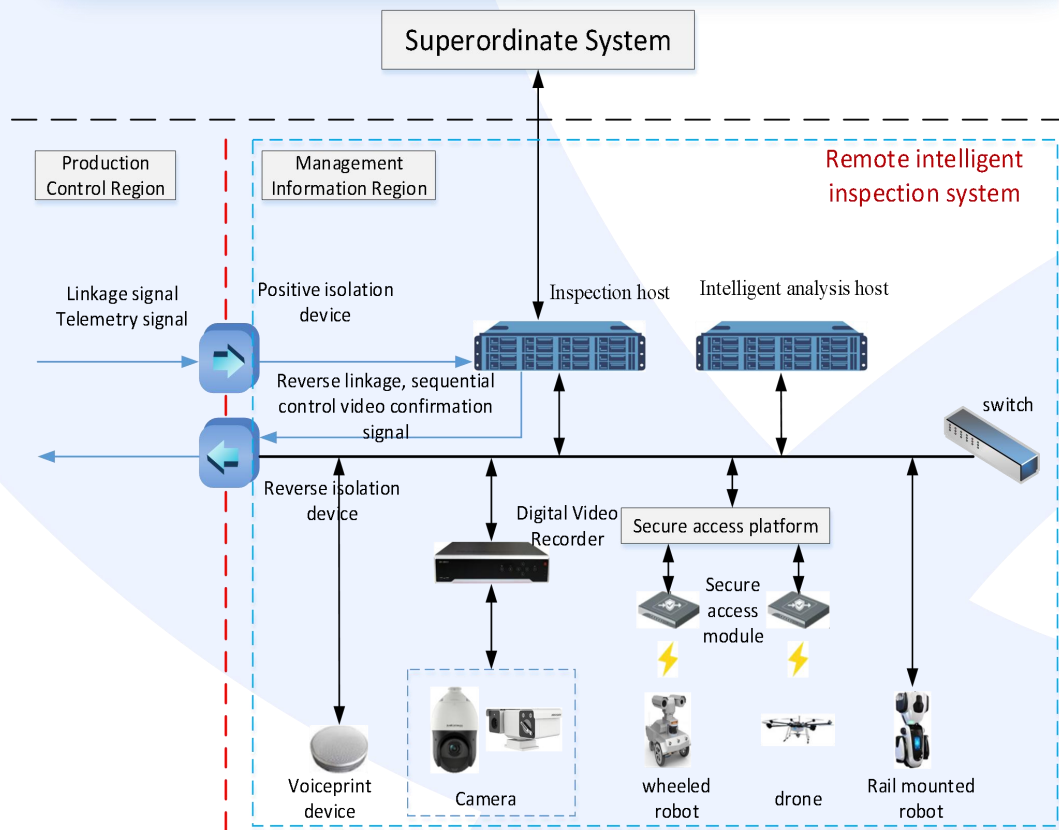 Superordinate System
Production
Control Region
Management
Information Region
Remote intelligent
inspection system
Linkage signal
Telemetry signal
Positive isolation
device
Inspection host
Intelligent analysis host
Reverse linkage, sequential
control video confirmation
signal
switch
Reverse isolation
device
Digital Video
Recorder
Secure access platform
Secure
access
module
Voiceprint
device
Camera
wheeled
robot
drone
Rail mounted
robot